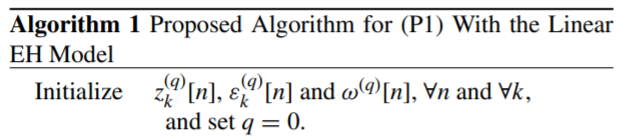 Algorithm 1 Proposed Algorithm for (P1) With the Linear
EH Model
Initialize z_k^{(q)}[n], ε_k^{(q)}[n] and ω^{(q)}[n], ∀n and ∀k,
and set q = 0.